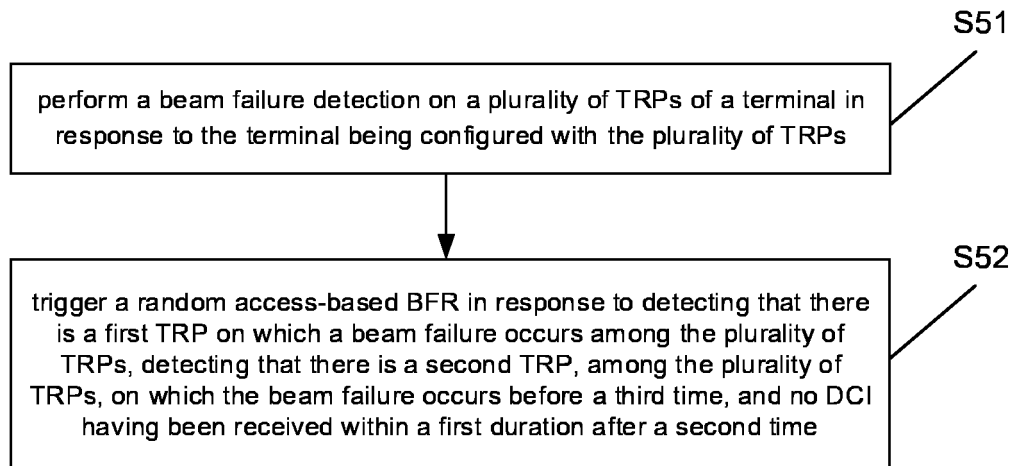 S51
perform a beam failure detection on a plurality of TRPs of a terminal in
response to the terminal being configured with the plurality of TRPs
S52
trigger a random access-based BFR in response to detecting that there
is a first TRP on which a beam failure occurs among the plurality of
TRPs, detecting that there is a second TRP, among the plurality of
TRPs, on which the beam failure occurs before a third time, and no DCI
having been received within a first duration after a second time